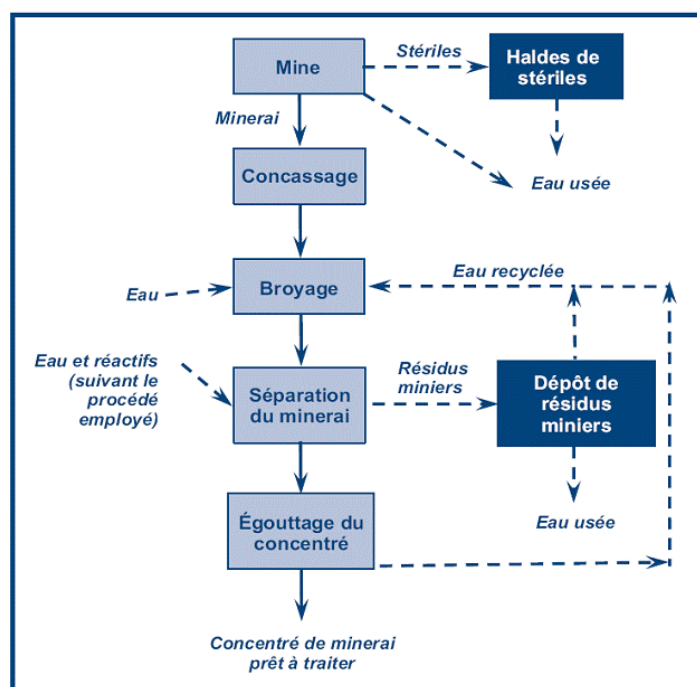 Stériles
Haldes de
stériles
Mine
Minerai
Eau usée
Concassage
Eau recyclée
Broyage
Eau
Eau et réactifs
(suivant le
procédé
employé)
Résidus
miniers
Séparation
du minerai
Dépôt de
résidus
miniers
Égouttage du
concentré
Eau usée
Concentré de minerai
prêt à traiter